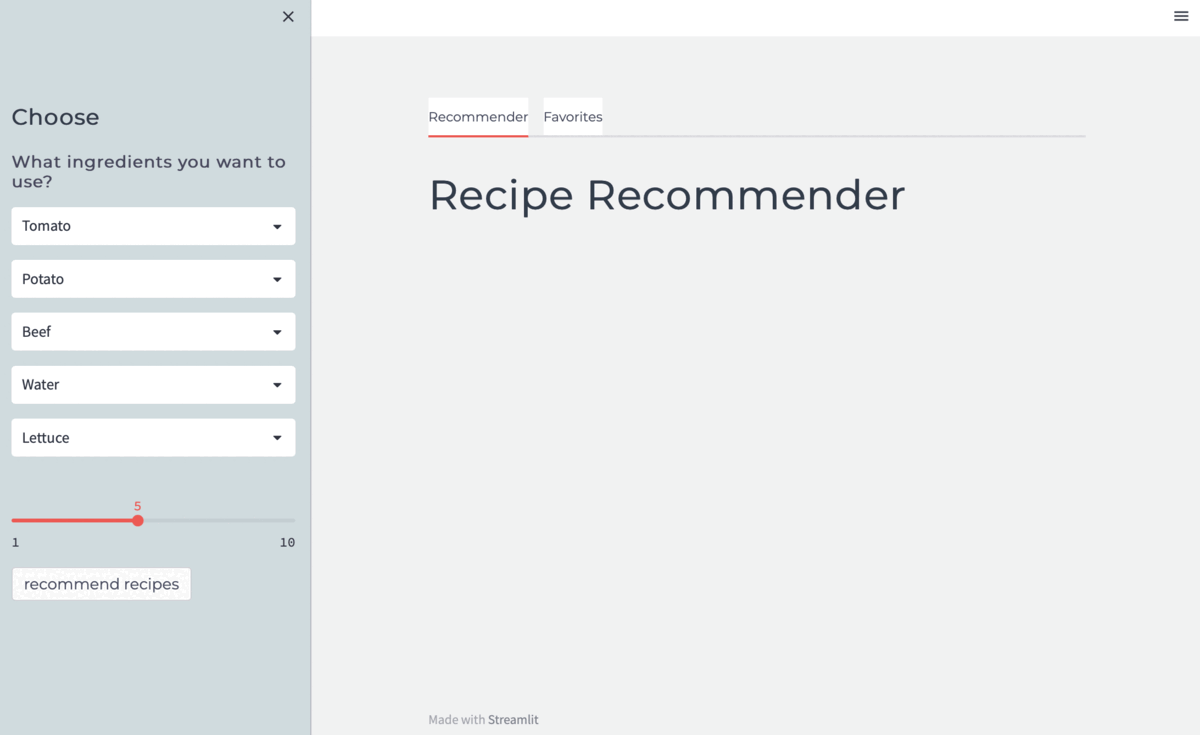 Choose
What ingredients you want to
use?
Tomato
Potato
Beef
Water
Lettuce
5
1 10
recommend recipes
Recommender Favorites
Recipe Recommender
Made with Streamlit